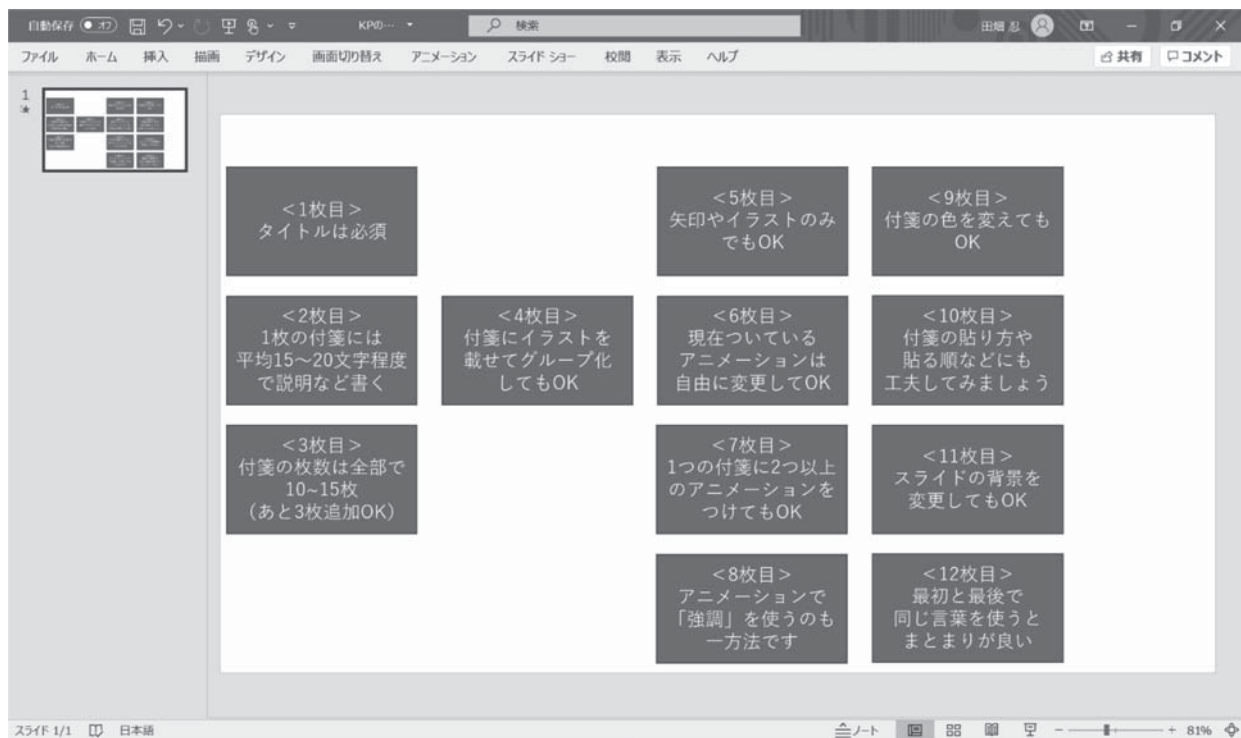 自動保存 オフ KPの… 検索 田畑 忍
ファイル ホーム 挿入 描画 デザイン 画面切り替え アニメーション スライド ショー 校閲 表示 ヘルプ 共有 コメント
1
<1枚目>
タイトルは必須
<2枚目>
1枚の付箋には
平均15~20文字程度
で説明など書く
<3枚目>
付箋の枚数は全部で
10~15枚
(あと3枚追加OK)
<4枚目>
付箋にイラストを
載せてグループ化
してもOK
<5枚目>
矢印やイラストのみ
でもOK
<6枚目>
現在ついている
アニメーションは
自由に変更してOK
<7枚目>
1つの付箋に2つ以上
のアニメーションを
つけてもOK
<8枚目>
アニメーションで
「強調」を使うのも
一方法です
<9枚目>
付箋の色を変えても
OK
<10枚目>
付箋の貼り方や
貼る順などにも
工夫してみましょう
<11枚目>
スライドの背景を
変更してもOK
<12枚目>
最初と最後で
同じ言葉を使うと
まとまりが良い
スライド 1/1 日本語 ノート 81%